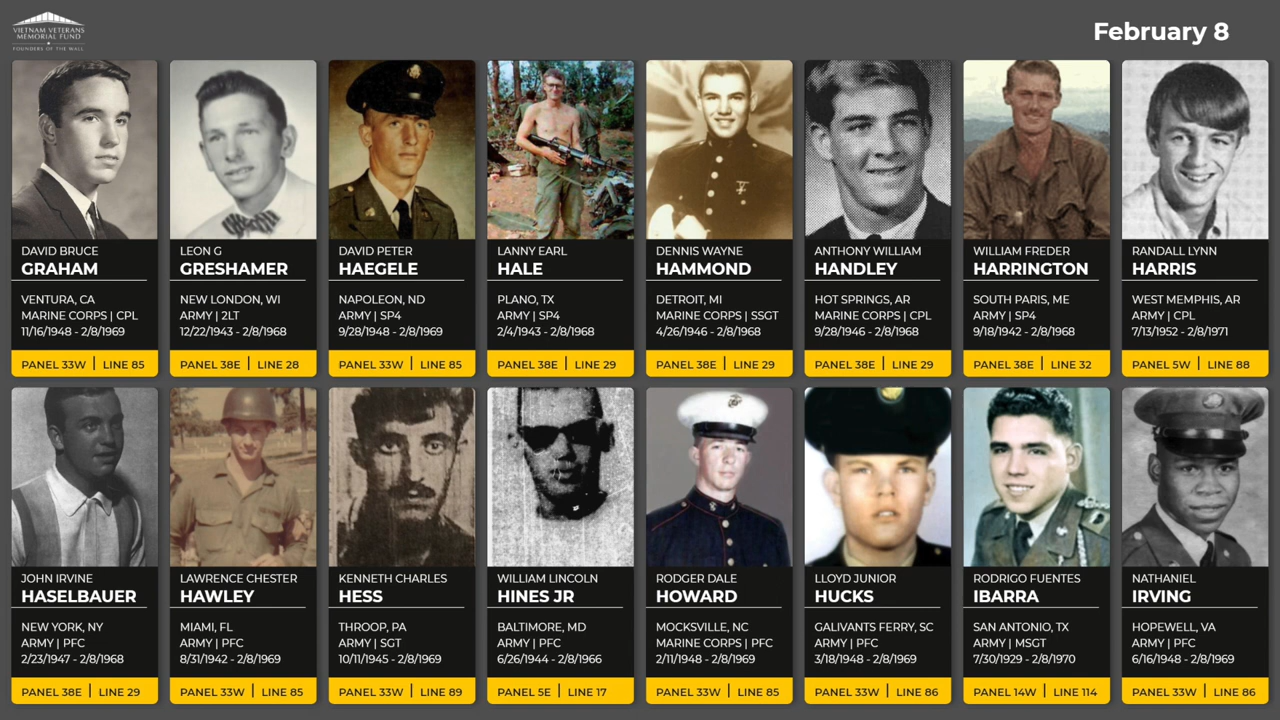 VIETNAM VETERANS
MEMORIAL FUND
FOUNDERS OF THE WALL
February 8
DAVID BRUCE
GRAHAM
VENTURA, CA
MARINE CORPS | CPL
11/16/1948 - 2/8/1969
PANEL 33W | LINE 85
LEON G
GRESHAMER
NEW LONDON, WI
ARMY | 2LT
12/22/1943 - 2/8/1968
PANEL 38E | LINE 28
DAVID PETER
HAEGELE
NAPOLEON, ND
ARMY | SP4
9/28/1948 - 2/8/1969
PANEL 33W | LINE 85
LANNY EARL
HALE
PLANO, TX
ARMY | SP4
2/4/1943 - 2/8/1968
PANEL 38E | LINE 29
DENNIS WAYNE
HAMMOND
DETROIT, MI
MARINE CORPS | SSGT
4/26/1946 - 2/8/1968
PANEL 38E | LINE 29
ANTHONY WILLIAM
HANDLEY
HOT SPRINGS, AR
MARINE CORPS | CPL
9/28/1946 - 2/8/1968
PANEL 38E | LINE 29
WILLIAM FREDER
HARRINGTON
SOUTH PARIS, ME
ARMY | SP4
9/18/1942 - 2/8/1968
PANEL 38E | LINE 32
RANDALL LYNN
HARRIS
WEST MEMPHIS, AR
ARMY | CPL
7/13/1952 - 2/8/1971
PANEL 5W | LINE 88
JOHN IRVINE
HASELBAUER
NEW YORK, NY
ARMY | PFC
2/23/1947 - 2/8/1968
PANEL 38E | LINE 29
LAWRENCE CHESTER
HAWLEY
MIAMI, FL
ARMY | PFC
8/31/1942 - 2/8/1969
PANEL 33W | LINE 85
KENNETH CHARLES
HESS
THROOP, PA
ARMY | SGT
10/11/1945 - 2/8/1969
PANEL 33W | LINE 89
WILLIAM LINCOLN
HINES JR
BALTIMORE, MD
ARMY | PFC
6/26/1944 - 2/8/1966
PANEL 5E | LINE 17
RODGER DALE
HOWARD
MOCKSVILLE, NC
MARINE CORPS | PFC
2/11/1948 - 2/8/1969
PANEL 33W | LINE 85
LLOYD JUNIOR
HUCKS
GALIVANTS FERRY, SC
ARMY | PFC
3/18/1948 - 2/8/1969
PANEL 33W | LINE 86
RODRIGO FUENTES
IBARRA
SAN ANTONIO, TX
ARMY | MSGT
7/30/1929 - 2/8/1970
PANEL 14W | LINE 114
NATHANIEL
IRVING
HOPEWELL, VA
ARMY | PFC
6/16/1948 - 2/8/1969
PANEL 33W | LINE 86